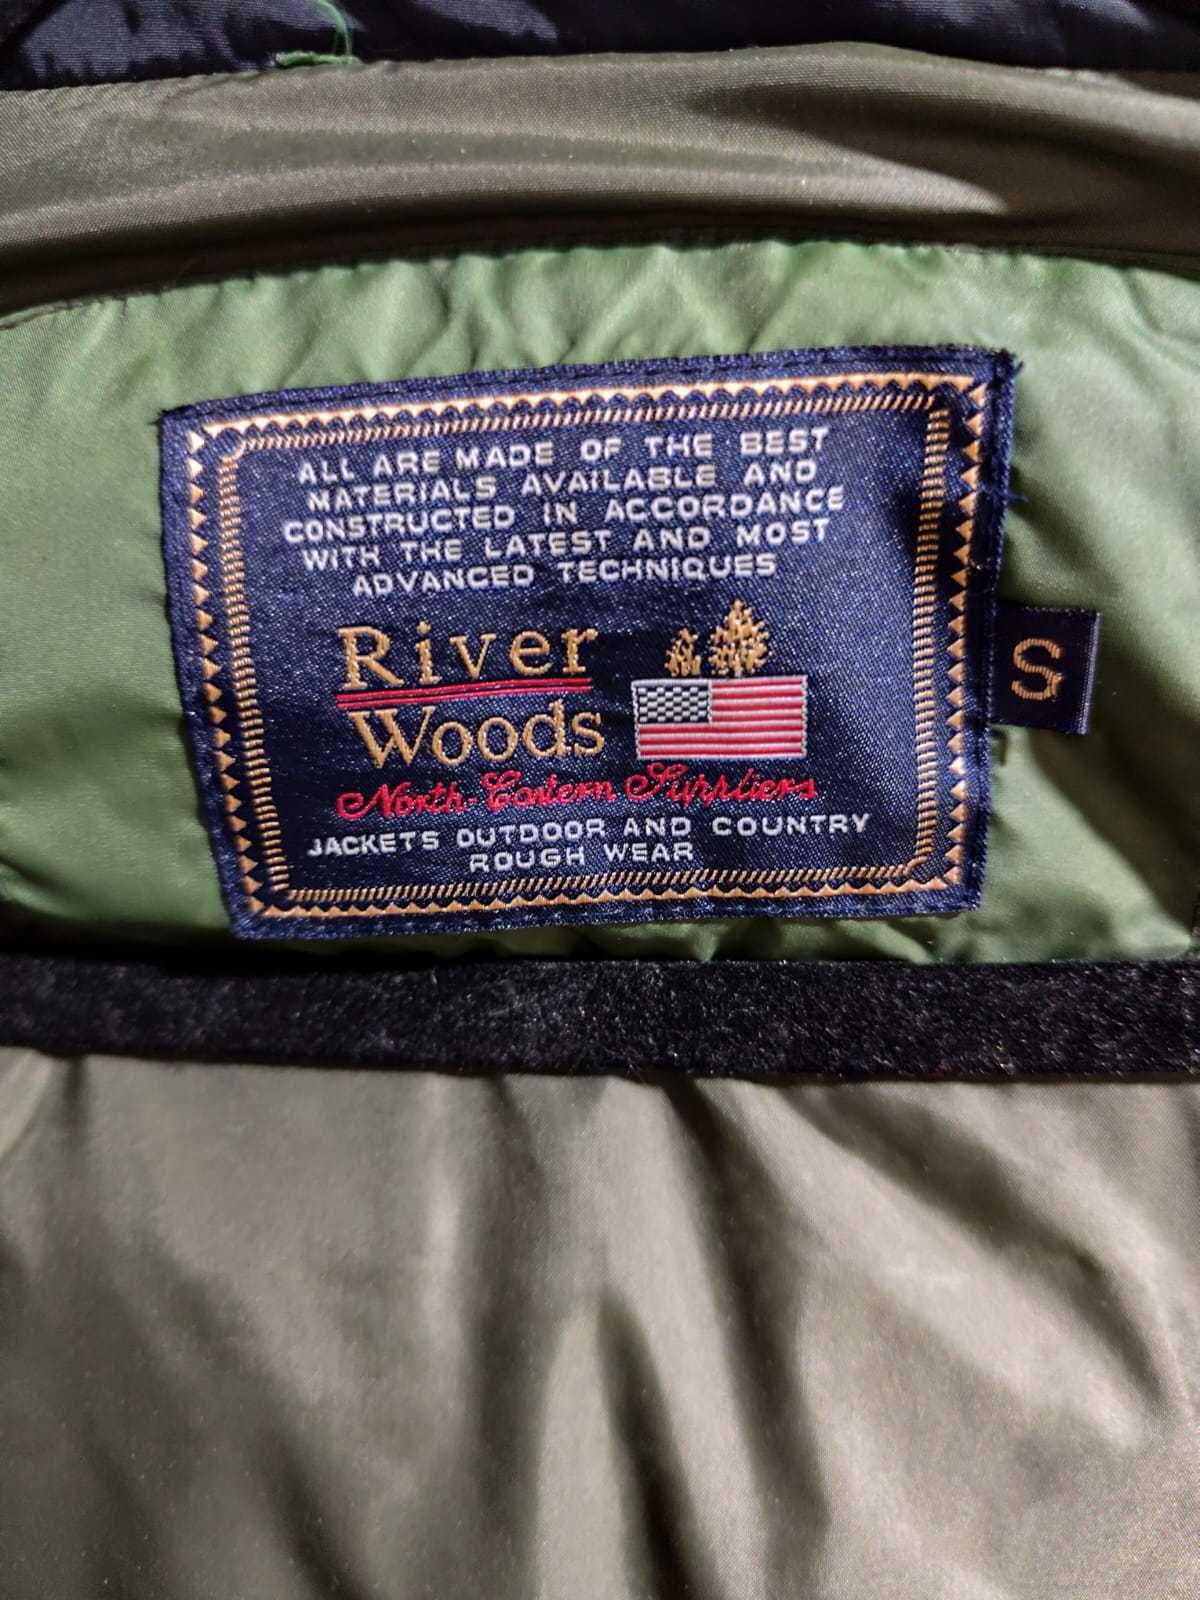 ALL ARE MADE OF THE BEST
MATERIALS AVAILABLE AND
CONSTRUCTED IN ACCORDANCE
WITH THE LATEST AND MOST
ADVANCED TECHNIQUES
River
Woods
North-Eastern Suppliers
JACKETS OUTDOOR AND COUNTRY
ROUGH WEAR
S